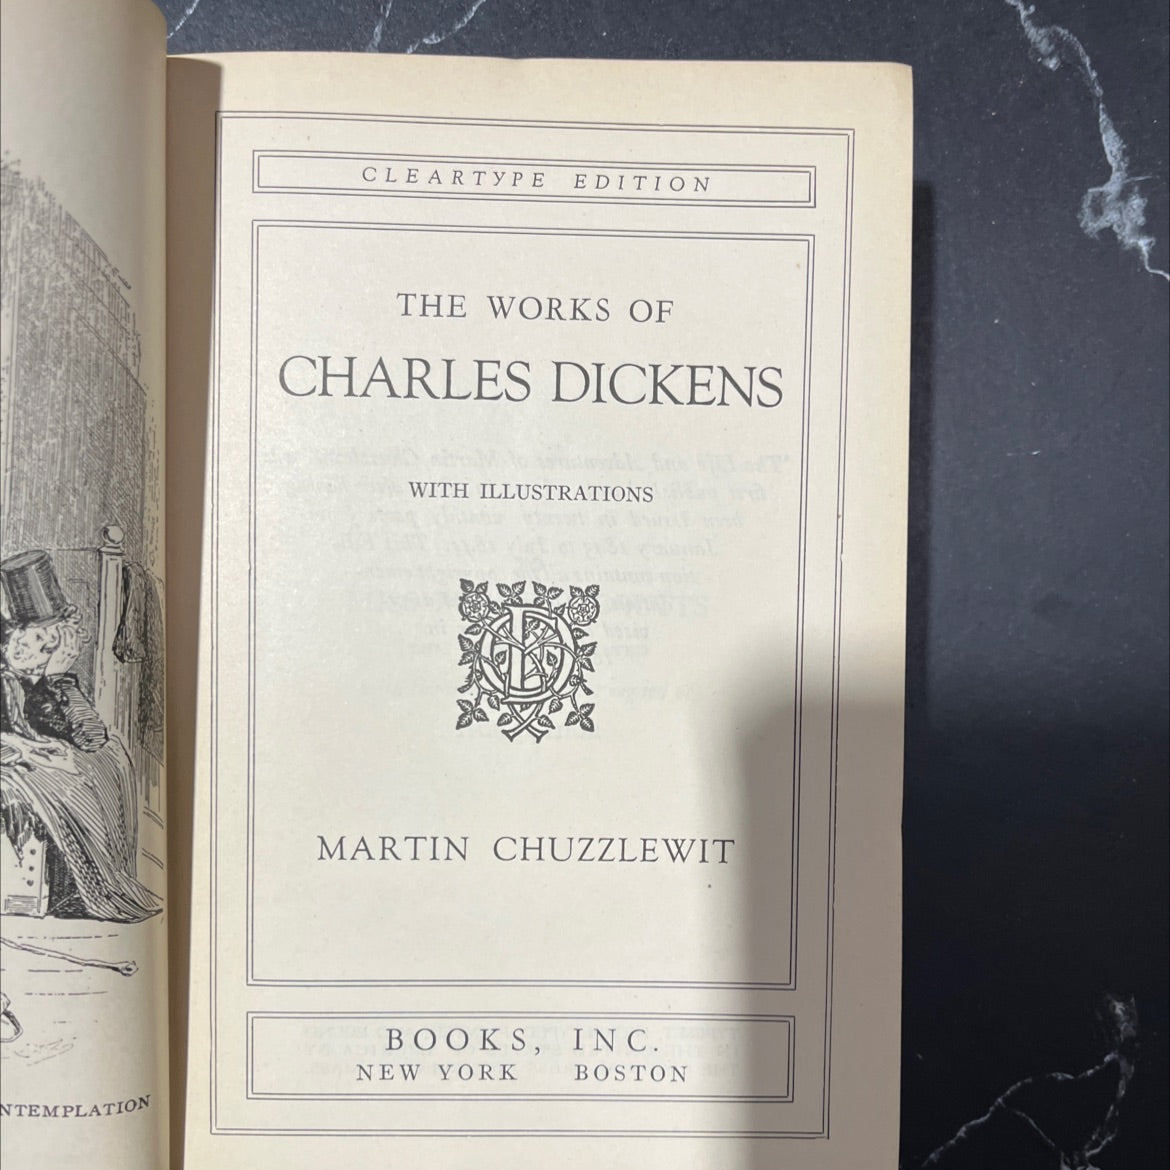 CLEARTYPE EDITION
THE WORKS OF
CHARLES DICKENS
WITH ILLUSTRATIONS
MARTIN CHUZZLEWIT
BOOKS, INC.
NEW YORK BOSTON
NTEMPLATION